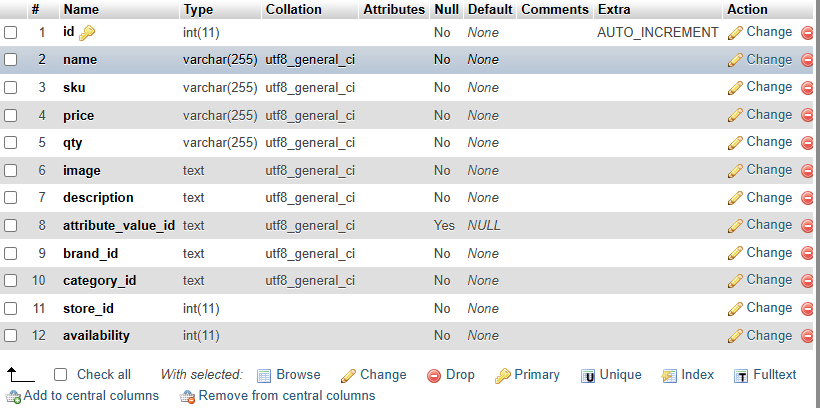 # Name Type Collation Attributes Null Default Comments Extra Action
1 id int(11) No None AUTO_INCREMENT Change
2 name varchar(255) utf8_general_ci No None Change
3 sku varchar(255) utf8_general_ci No None Change
4 price varchar(255) utf8_general_ci No None Change
5 qty varchar(255) utf8_general_ci No None Change
6 image text utf8_general_ci No None Change
7 description text utf8_general_ci No None Change
8 attribute_value_id text utf8_general_ci Yes NULL Change
9 brand_id text utf8_general_ci No None Change
10 category_id text utf8_general_ci No None Change
11 store_id int(11) No None Change
12 availability int(11) No None Change
Check all With selected: Browse Change Drop Primary Unique Index Fulltext
Add to central columns Remove from central columns